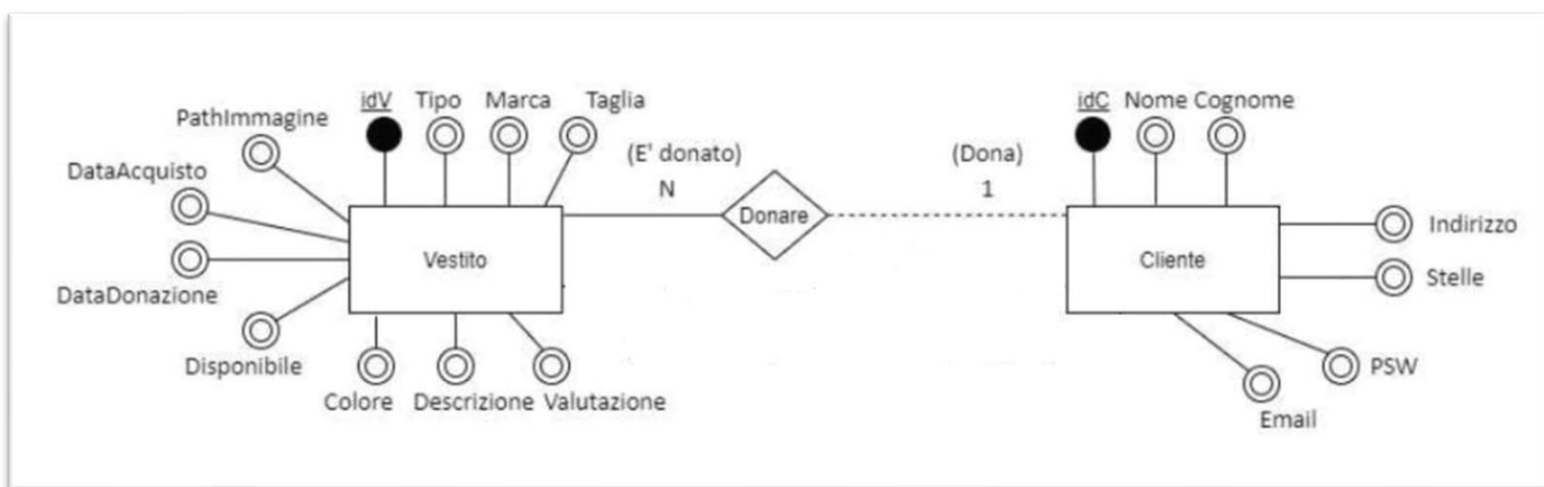 idV Tipo Marca Taglia
idC Nome Cognome
PathImmagine
(E' donato)
(Dona)
DataAcquisto
N
1
Donare
Indirizzo
Vestito
Cliente
Stelle
DataDonazione
Disponibile
PSW
Colore Descrizione Valutazione
Email